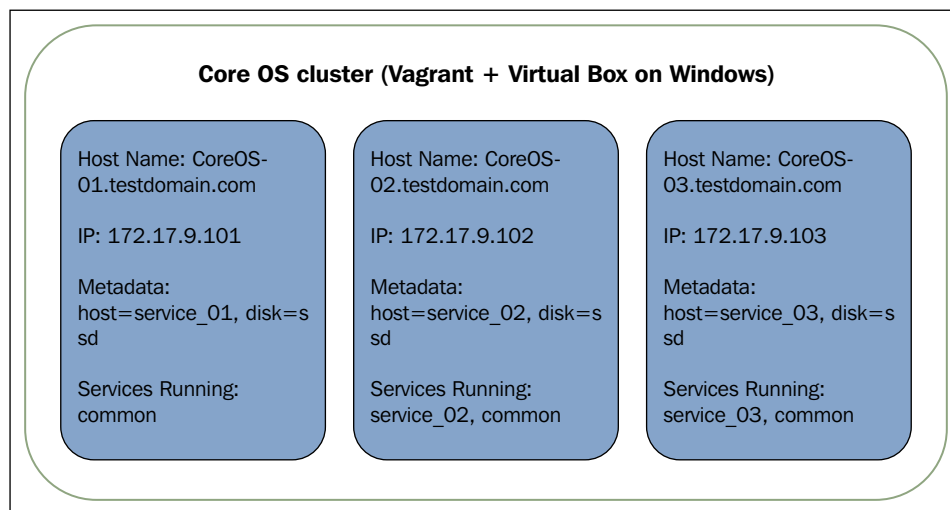 Core OS cluster (Vagrant + Virtual Box on Windows)
Host Name: CoreOS-
01.testdomain.com
IP: 172.17.9.101
Metadata:
host=service_01, disk=s
sd
Services Running:
common
Host Name: CoreOS-
02.testdomain.com
IP: 172.17.9.102
Metadata:
host=service_02, disk=s
sd
Services Running:
service_02, common
Host Name: CoreOS-
03.testdomain.com
IP: 172.17.9.103
Metadata:
host=service_03, disk=s
sd
Services Running:
service_03, common